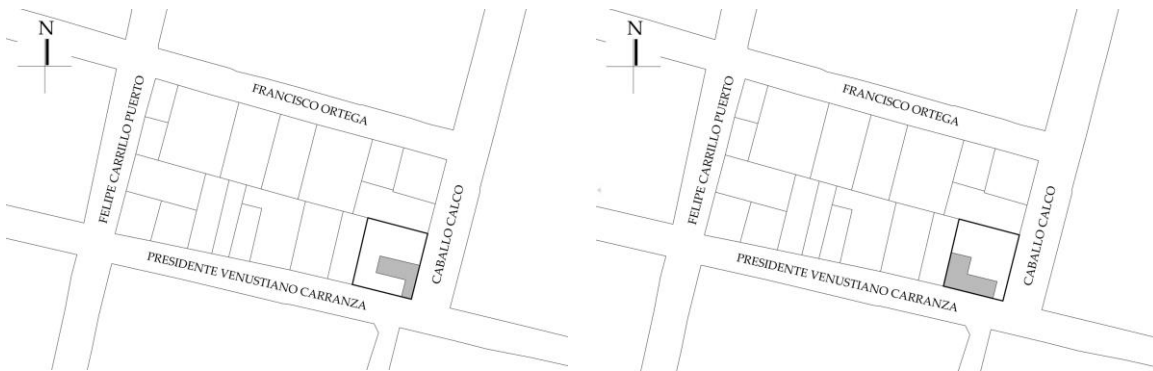 N
FRANCISCO ORTEGA
FELIPE CARRILLO PUERTO
CABALLO CALCO
PRESIDENTE VENUSTIANO CARRANZA
N
FRANCISCO ORTEGA
FELIPE CARRILLO PUERTO
CABALLO CALCO
PRESIDENTE VENUSTIANO CARRANZA